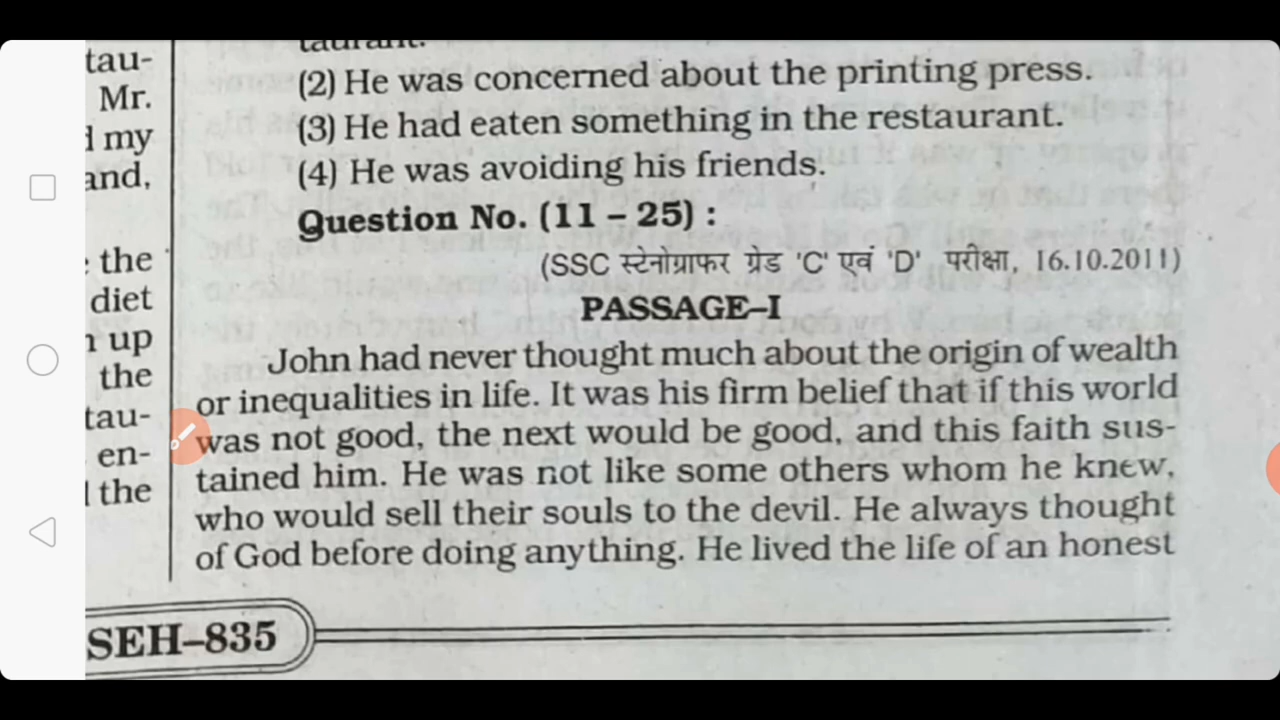 tau-
Mr.
my
and,
the
diet
up
the
tau-
en-
the
taurant.
(2) He was concerned about the printing press.
(3) He had eaten something in the restaurant.
(4) He was avoiding his friends.
Question No. (11 – 25) :
(SSC स्टेनोग्राफर ग्रेड 'C' एवं 'D' परीक्षा, 16.10.2011)
PASSAGE–I
John had never thought much about the origin of wealth
or inequalities in life. It was his firm belief that if this world
was not good, the next would be good, and this faith sus-
tained him. He was not like some others whom he knew,
who would sell their souls to the devil. He always thought
of God before doing anything. He lived the life of an honest
SEH–835